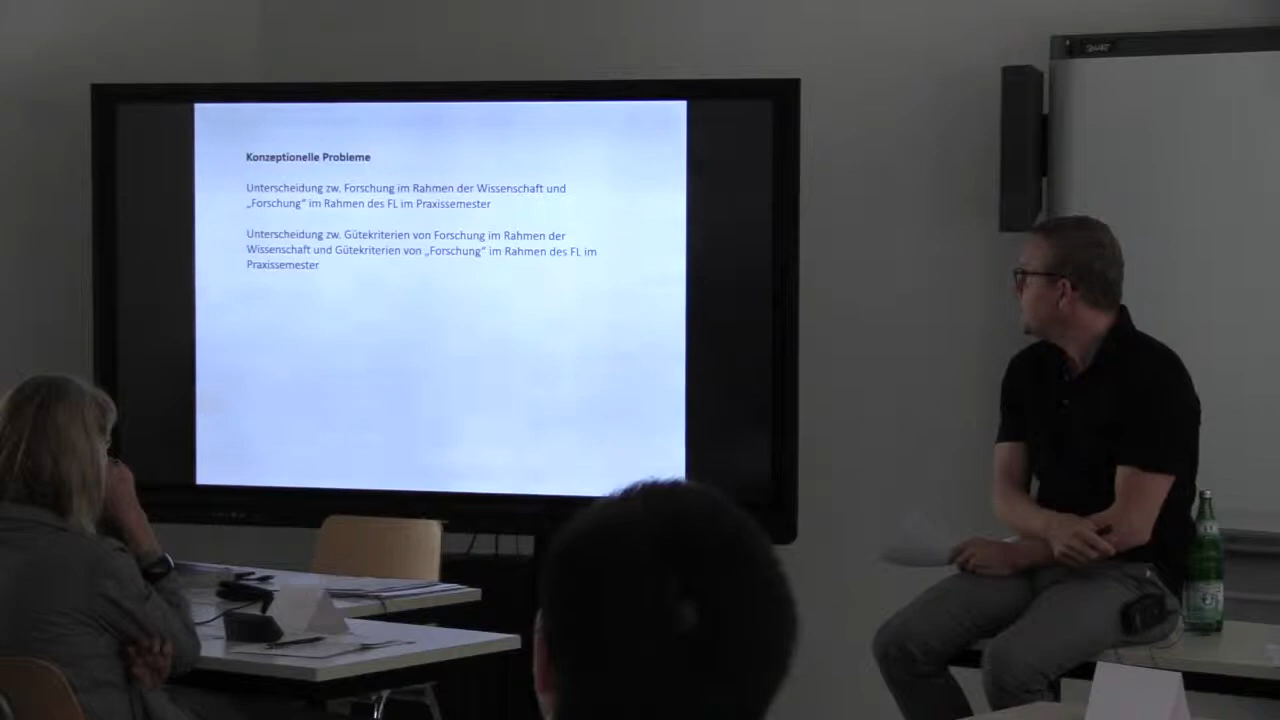 SMART
Konzeptionelle Probleme
Unterscheidung zw. Forschung im Rahmen der Wissenschaft und
„Forschung“ im Rahmen des FL im Praxissemester
Unterscheidung zw. Gütekriterien von Forschung im Rahmen der
Wissenschaft und Gütekriterien von „Forschung“ im Rahmen des FL im
Praxissemester